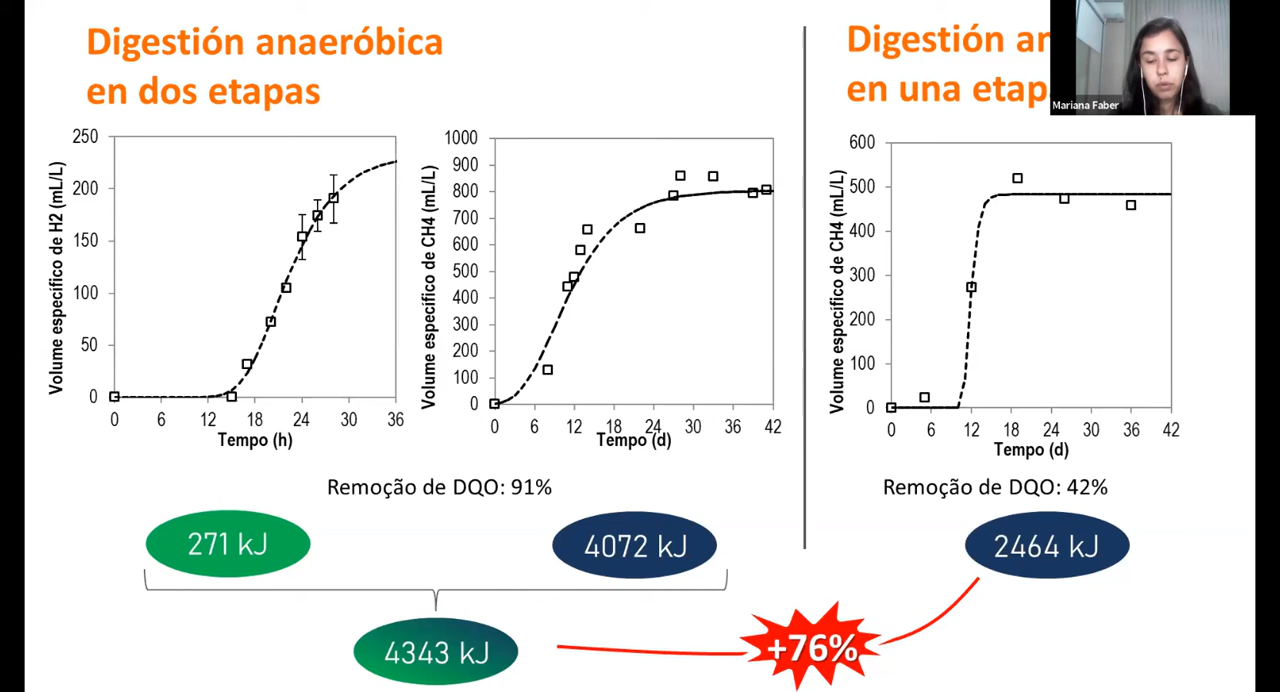 Digestión anaeróbica
en dos etapas
Digestión an
en una etap
Mariana Faber
Volume específico de H2 (mL/L)
250
200
150
100
50
0
0 6 12 18 24 30 36
Tempo (h)
Volume específico de CH4 (mL/L)
1000
900
800
700
600
500
400
300
200
100
0
0 6 12 18 24 30 36 42
Tempo (d)
Volume específico de CH4 (mL/L)
600
500
400
300
200
100
0
0 6 12 18 24 30 36 42
Tempo (d)
Remoção de DQO: 91%
Remoção de DQO: 42%
271 kJ
4072 kJ
2464 kJ
4343 kJ
+76%